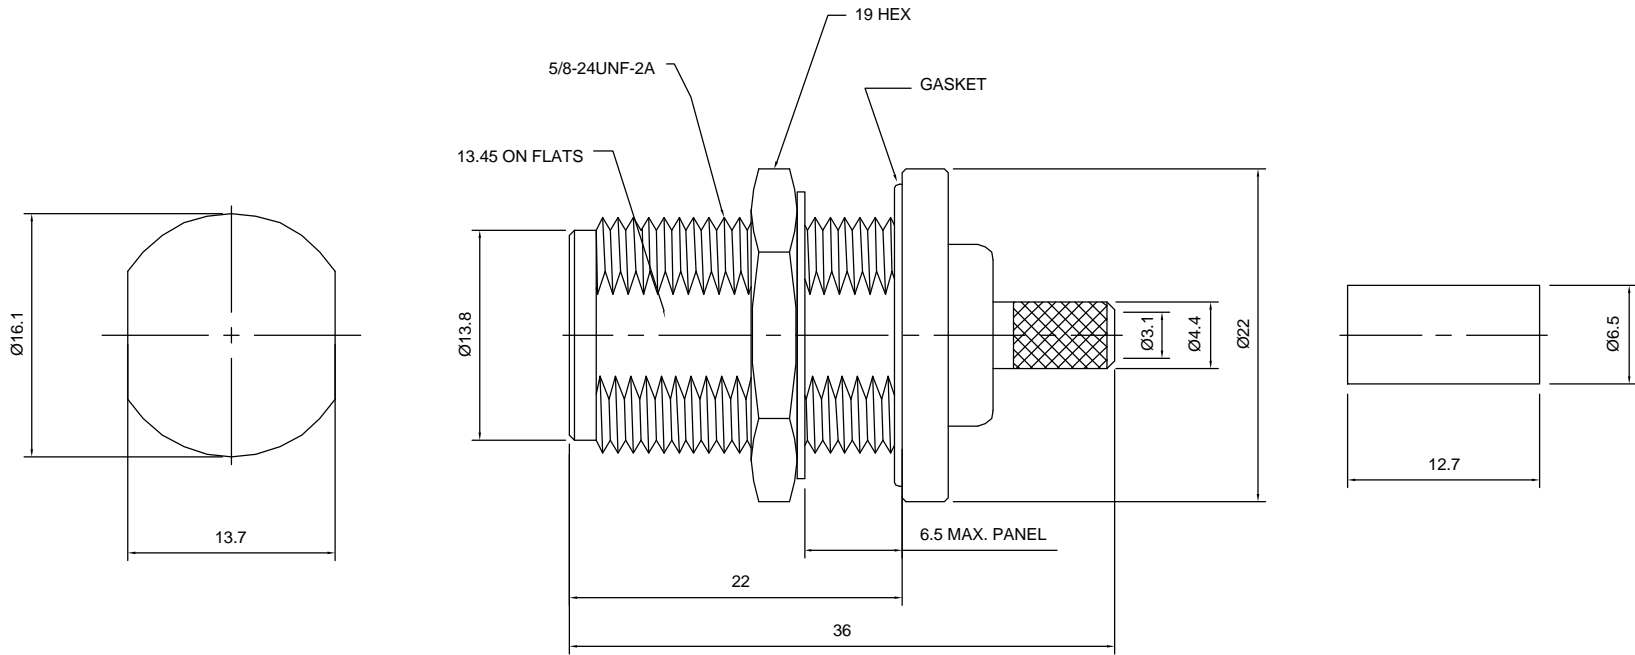 19 HEX
5/8-24UNF-2A
GASKET
13.45 ON FLATS
Ø16.1
Ø13.8
Ø3.1
Ø4.4
Ø22
Ø6.5
12.7
13.7
6.5 MAX. PANEL
22
36